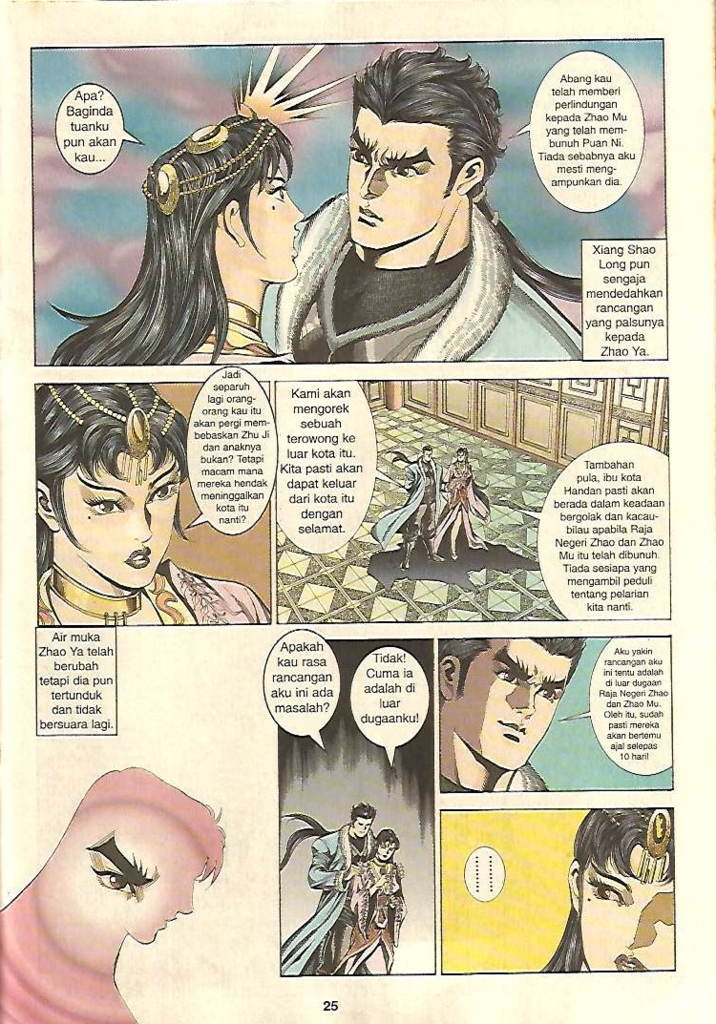 Apa?
Baginda
tuanku
pun akan
kau...
Abang kau
telah memberi
perlindungan
kepada Zhao Mu
yang telah mem-
bunuh Puan Ni.
Tiada sebabnya aku
mesti meng-
ampunkan dia.
Xiang Shao
Long pun
sengaja
mendedahkan
rancangan
yang palsunya
kepada
Zhao Ya.
Jadi
separuh
lagi orang-
orang kau itu
akan pergi mem-
bebaskan Zhu Ji
dan anaknya
bukan? Tetapi
macam mana
mereka hendak
meninggalkan
kota itu
nanti?
Kami akan
mengorek
sebuah
terowong ke
luar kota itu.
Kita pasti akan
dapat keluar
dari kota itu
dengan
selamat.
Tambahan
pula, ibu kota
Handan pasti akan
berada dalam keadaan
bergolak dan kacau-
bilau apabila Raja
Negeri Zhao dan Zhao
Mu itu telah dibunuh.
Tiada sesiapa yang
mengambil peduli
tentang pelarian
kita nanti.
Air muka
Zhao Ya telah
berubah
tetapi dia pun
tertunduk
dan tidak
bersuara lagi.
Apakah
kau rasa
rancangan
aku ini ada
masalah?
Tidak!
Cuma ia
adalah di
luar
dugaanku!
Aku yakin
rancangan aku
ini tentu adalah
di luar dugaan
Raja Negeri Zhao
dan Zhao Mu.
Oleh itu, sudah
pasti mereka
akan bertemu
ajal selepas
10 hari!
25